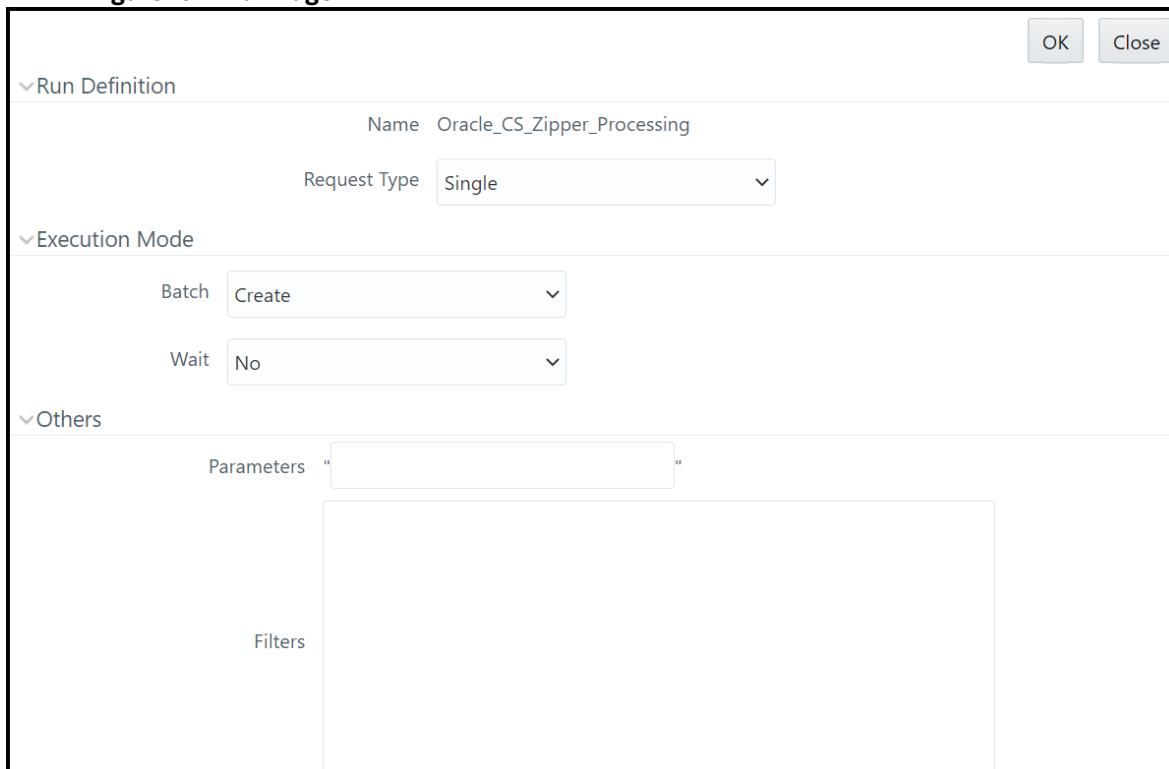 OK Close
Run Definition
Name Oracle_CS_Zipper_Processing
Request Type Single
Execution Mode
Batch Create
Wait No
Others
Parameters " "
Filters